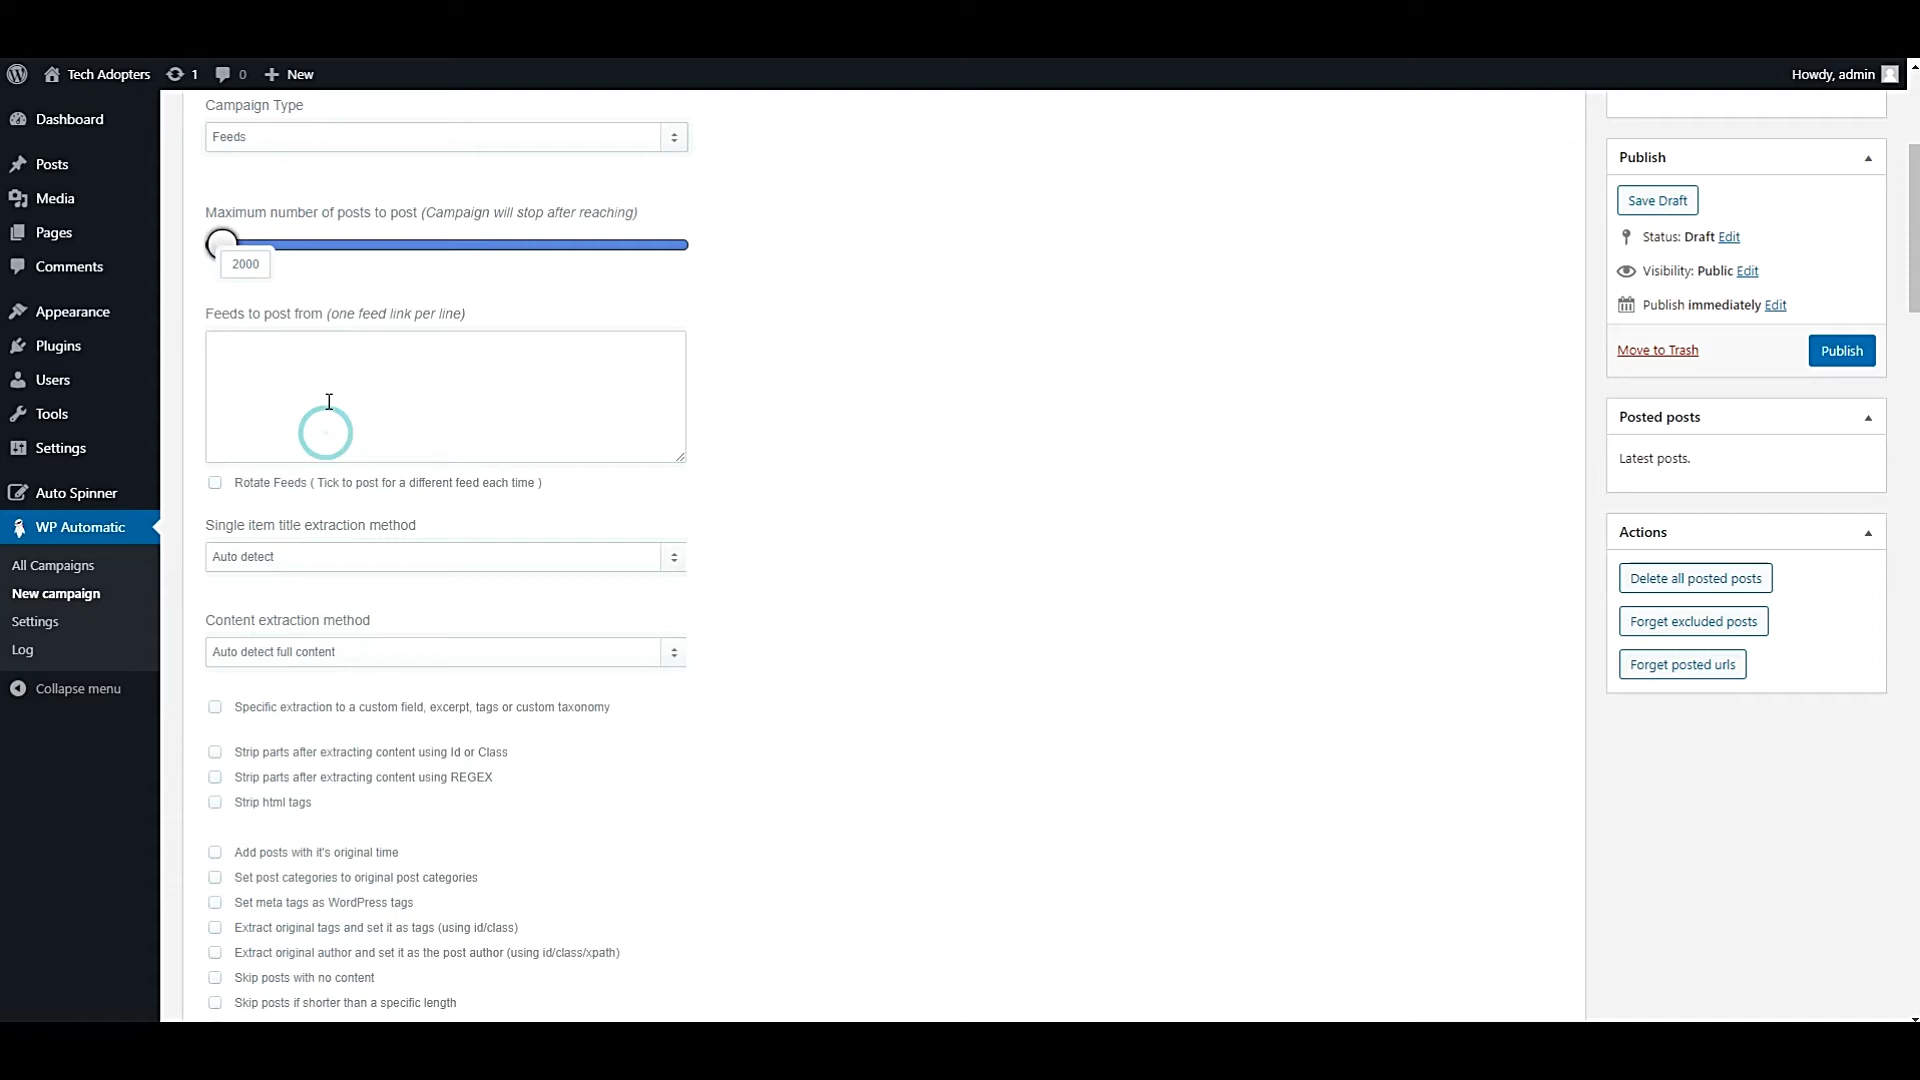 Tech Adopters 1 0 New Howdy, admin
Dashboard
Posts
Media
Pages
Comments
Appearance
Plugins
Users
Tools
Settings
Auto Spinner
WP Automatic
All Campaigns
New campaign
Settings
Log
Collapse menu
Campaign Type
Feeds
Maximum number of posts to post (Campaign will stop after reaching)
2000
Feeds to post from (one feed link per line)
Rotate Feeds ( Tick to post for a different feed each time )
Single item title extraction method
Auto detect
Content extraction method
Auto detect full content
Specific extraction to a custom field, excerpt, tags or custom taxonomy
Strip parts after extracting content using Id or Class
Strip parts after extracting content using REGEX
Strip html tags
Add posts with it's original time
Set post categories to original post categories
Set meta tags as WordPress tags
Extract original tags and set it as tags (using id/class)
Extract original author and set it as the post author (using id/class/xpath)
Skip posts with no content
Skip posts if shorter than a specific length
Publish
Save Draft
Status: Draft Edit
Visibility: Public Edit
Publish immediately Edit
Move to Trash Publish
Posted posts
Latest posts.
Actions
Delete all posted posts
Forget excluded posts
Forget posted urls